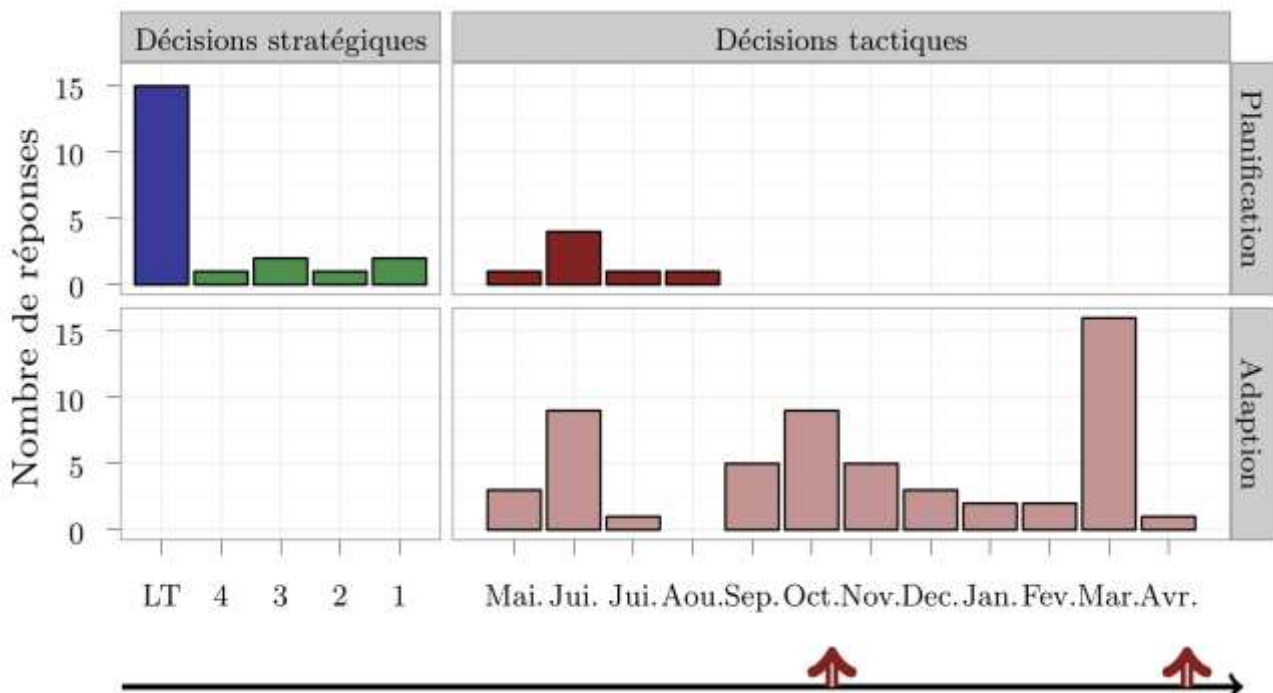 Décisions stratégiques
Décisions tactiques
Nombre de réponses
15
10
5
0
Planification
15
10
5
0
Adaption
LT 4 3 2 1 Mai. Jui. Jui. Aou. Sep. Oct. Nov. Dec. Jan. Fev. Mar. Avr.